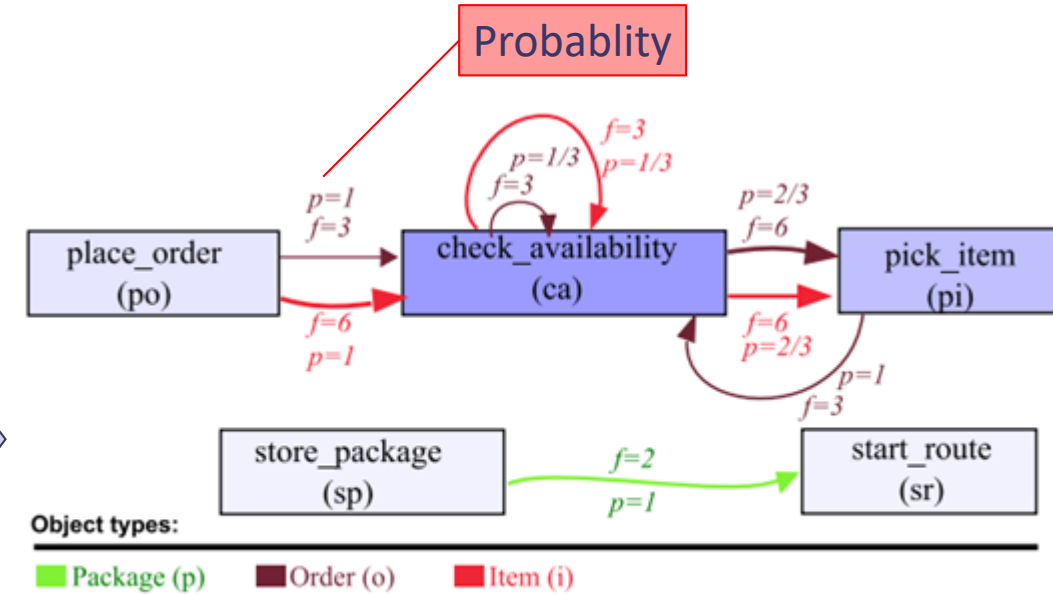 Probablity
f=3
p=1/3
p=1/3
f=3
p=1
f=3
p=2/3
f=6
place_order
(po)
check_availability
(ca)
pick_item
(pi)
f=6
p=1
f=6
p=2/3
p=1
f=3
store_package
(sp)
f=2
p=1
start_route
(sr)
Object types:
Package (p) Order (o) Item (i)